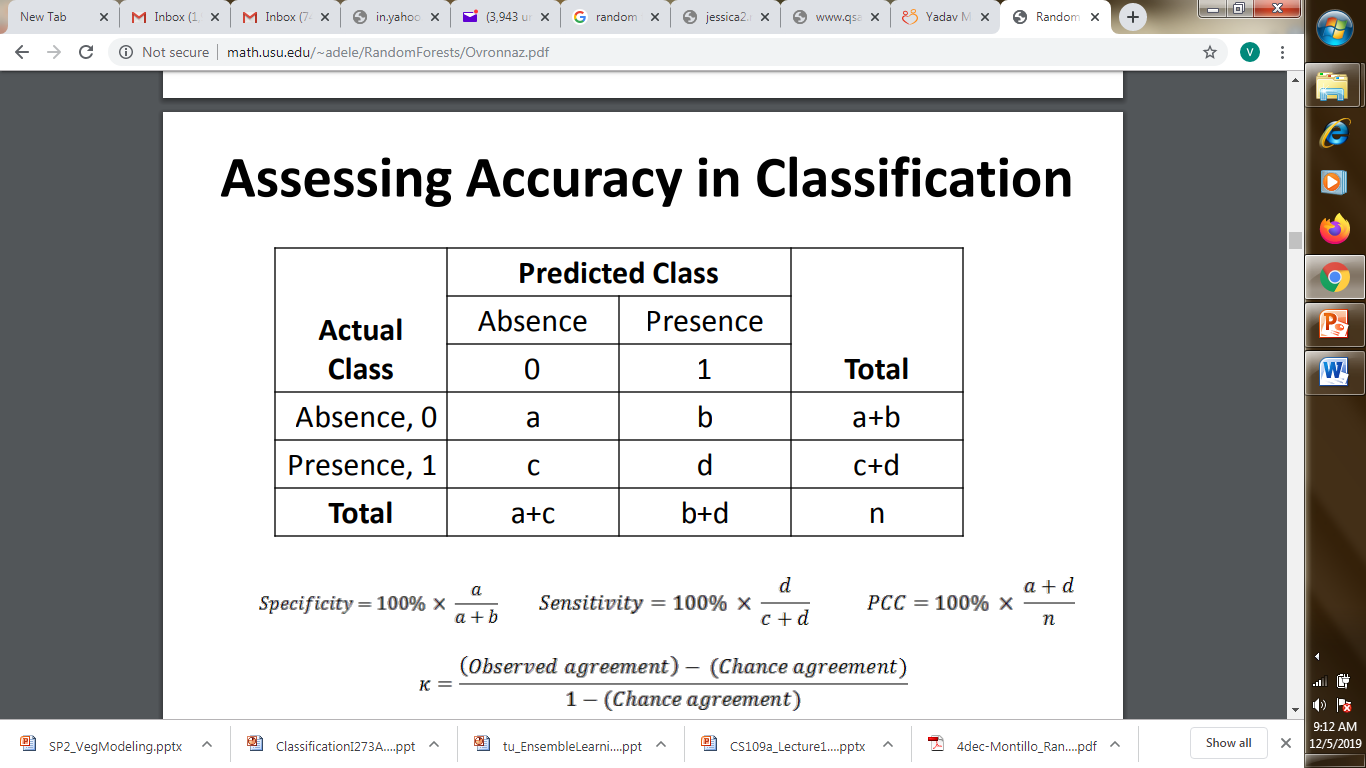 New Tab
Inbox (1,
Inbox (74
in.yahoo
(3,943 u
random
jessica2.
www.qsa
Yadav M
Random
Not secure | math.usu.edu/~adele/RandomForests/Ovronnaz.pdf
V
Assessing Accuracy in Classification
Actual Class
Predicted Class
Total
Absence Presence
0 1
Absence, 0 a b a+b
Presence, 1 c d c+d
Total a+c b+d n
Specificity = 100% × a / a + b
Sensitivity = 100% × d / c + d
PCC = 100% × a + d / n
κ = (Observed agreement) − (Chance agreement) / 1 − (Chance agreement)
SP2_VegModeling.pptx
ClassificationI273A....ppt
tu_EnsembleLearni....ppt
CS109a_Lecture1....pptx
4dec-Montillo_Ran....pdf
Show all
9:12 AM
12/5/2019